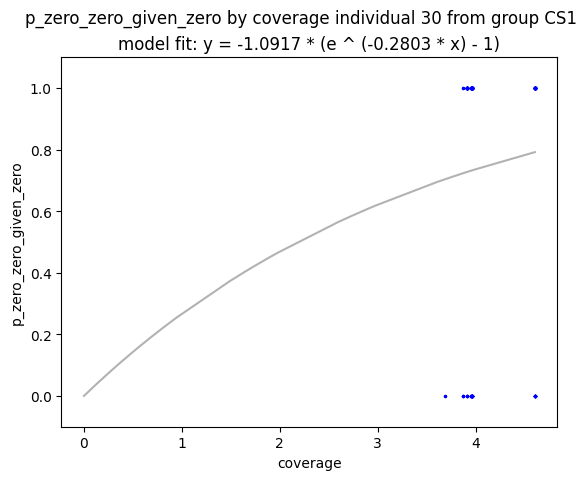 p_zero_zero_given_zero by coverage individual 30 from group CS1
model fit: y = -1.0917 * (e ^ (-0.2803 * x) - 1)
1.0
0.8
0.6
0.4
0.2
0.0
p_zero_zero_given_zero
0 1 2 3 4
coverage